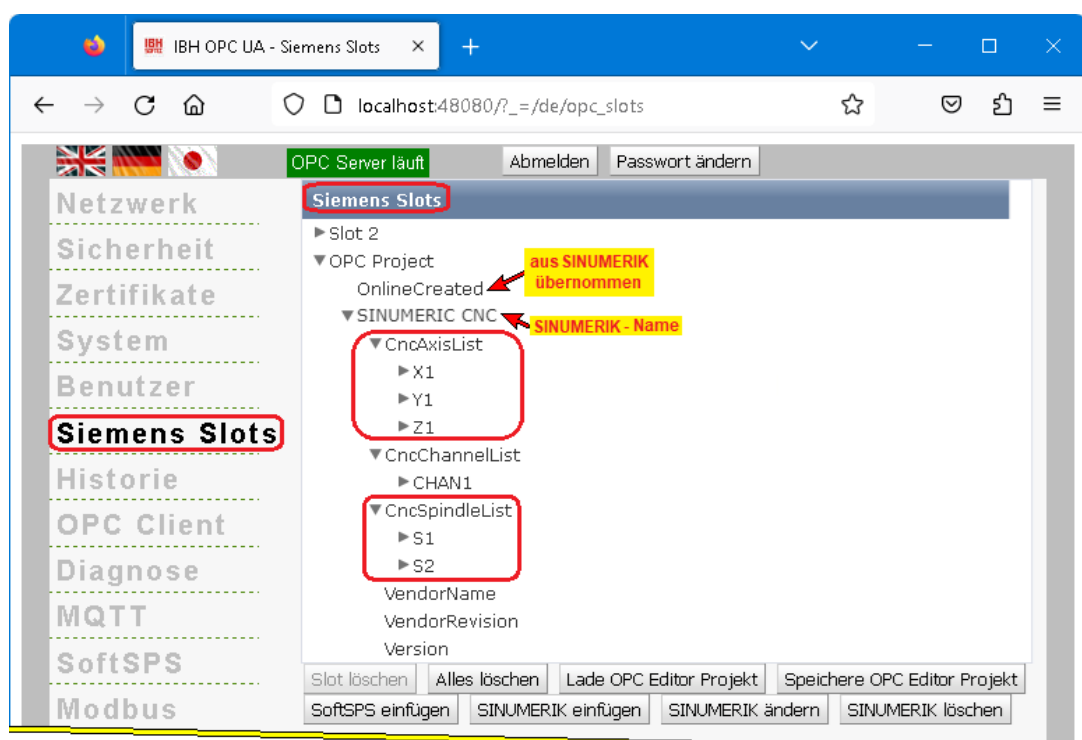 IBH OPC UA - Siemens Slots
localhost:48080/?_=/de/opc_slots
OPC Server läuft
Abmelden
Passwort ändern
Netzwerk
Sicherheit
Zertifikate
System
Benutzer
Siemens Slots
Historie
OPC Client
Diagnose
MQTT
SoftSPS
Modbus
Siemens Slots
Slot 2
OPC Project
OnlineCreated
aus SINUMERIK
übernommen
SINUMERIC CNC
SINUMERIK - Name
CncAxisList
X1
Y1
Z1
CncChannelList
CHAN1
CncSpindleList
S1
S2
VendorName
VendorRevision
Version
Slot löschen
Alles löschen
Lade OPC Editor Projekt
Speichere OPC Editor Projekt
SoftSPS einfügen
SINUMERIK einfügen
SINUMERIK ändern
SINUMERIK löschen